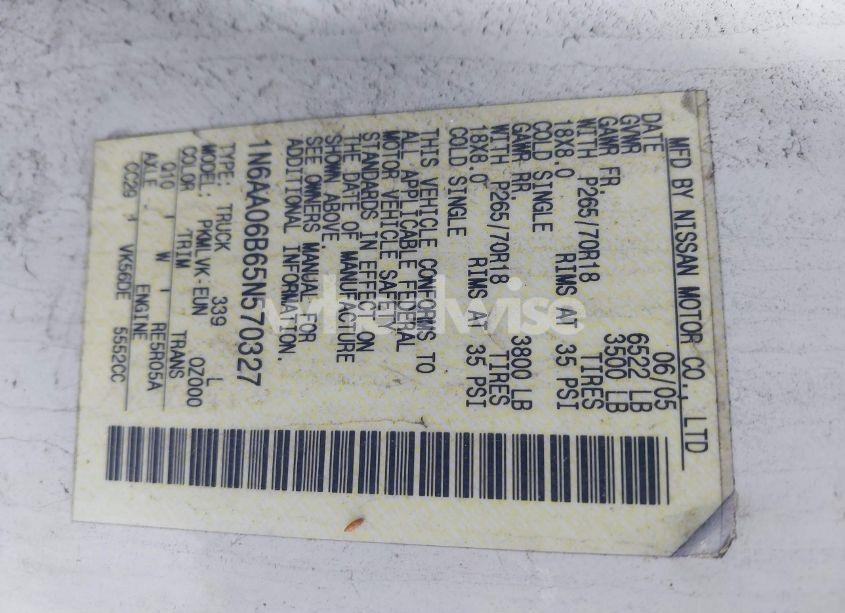 MFD BY NISSAN MOTOR CO., LTD
DATE 06/05
GVWR 6522 LB
GAWR FR. 3500 LB
WITH P265/70R18 TIRES
18X8.0 RIMS AT 35 PSI
COLD SINGLE
GAWR RR. 3800 LB
WITH P265/70R18 TIRES
18X8.0 RIMS AT 35 PSI
COLD SINGLE
THIS VEHICLE CONFORMS TO
ALL APPLICABLE FEDERAL
MOTOR VEHICLE SAFETY
STANDARDS IN EFFECT ON
THE DATE OF MANUFACTURE
SHOWN ABOVE.
SEE OWNERS MANUAL FOR
ADDITIONAL INFORMATION.
1N6AA06B65N570327
TYPE: TRUCK 339 L
MODEL: PKMLVK-EUN 0Z000
COLOR TRIM TRANS
Q10 W RE5R05A
AXLE ENGINE
CC29 VK56DE 5552CC